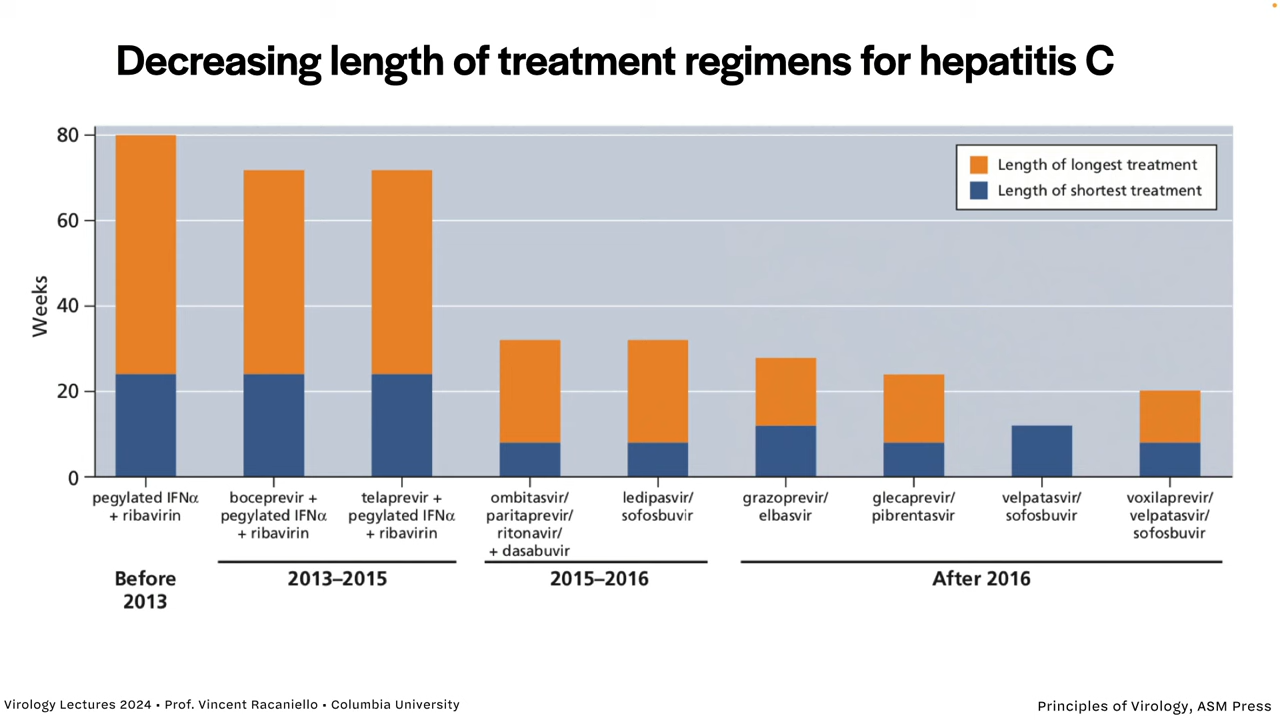 Decreasing length of treatment regimens for hepatitis C
Length of longest treatment
Length of shortest treatment
Weeks
80
60
40
20
0
pegylated IFNα
+ ribavirin
boceprevir +
pegylated IFNα
+ ribavirin
telaprevir +
pegylated IFNα
+ ribavirin
ombitasvir/
paritaprevir/
ritonavir/
+ dasabuvir
ledipasvir/
sofosbuvir
grazoprevir/
elbasvir
glecaprevir/
pibrentasvir
velpatasvir/
sofosbuvir
voxilaprevir/
velpatasvir/
sofosbuvir
Before
2013
2013–2015
2015–2016
After 2016
Virology Lectures 2024 • Prof. Vincent Racaniello • Columbia University
Principles of Virology, ASM Press